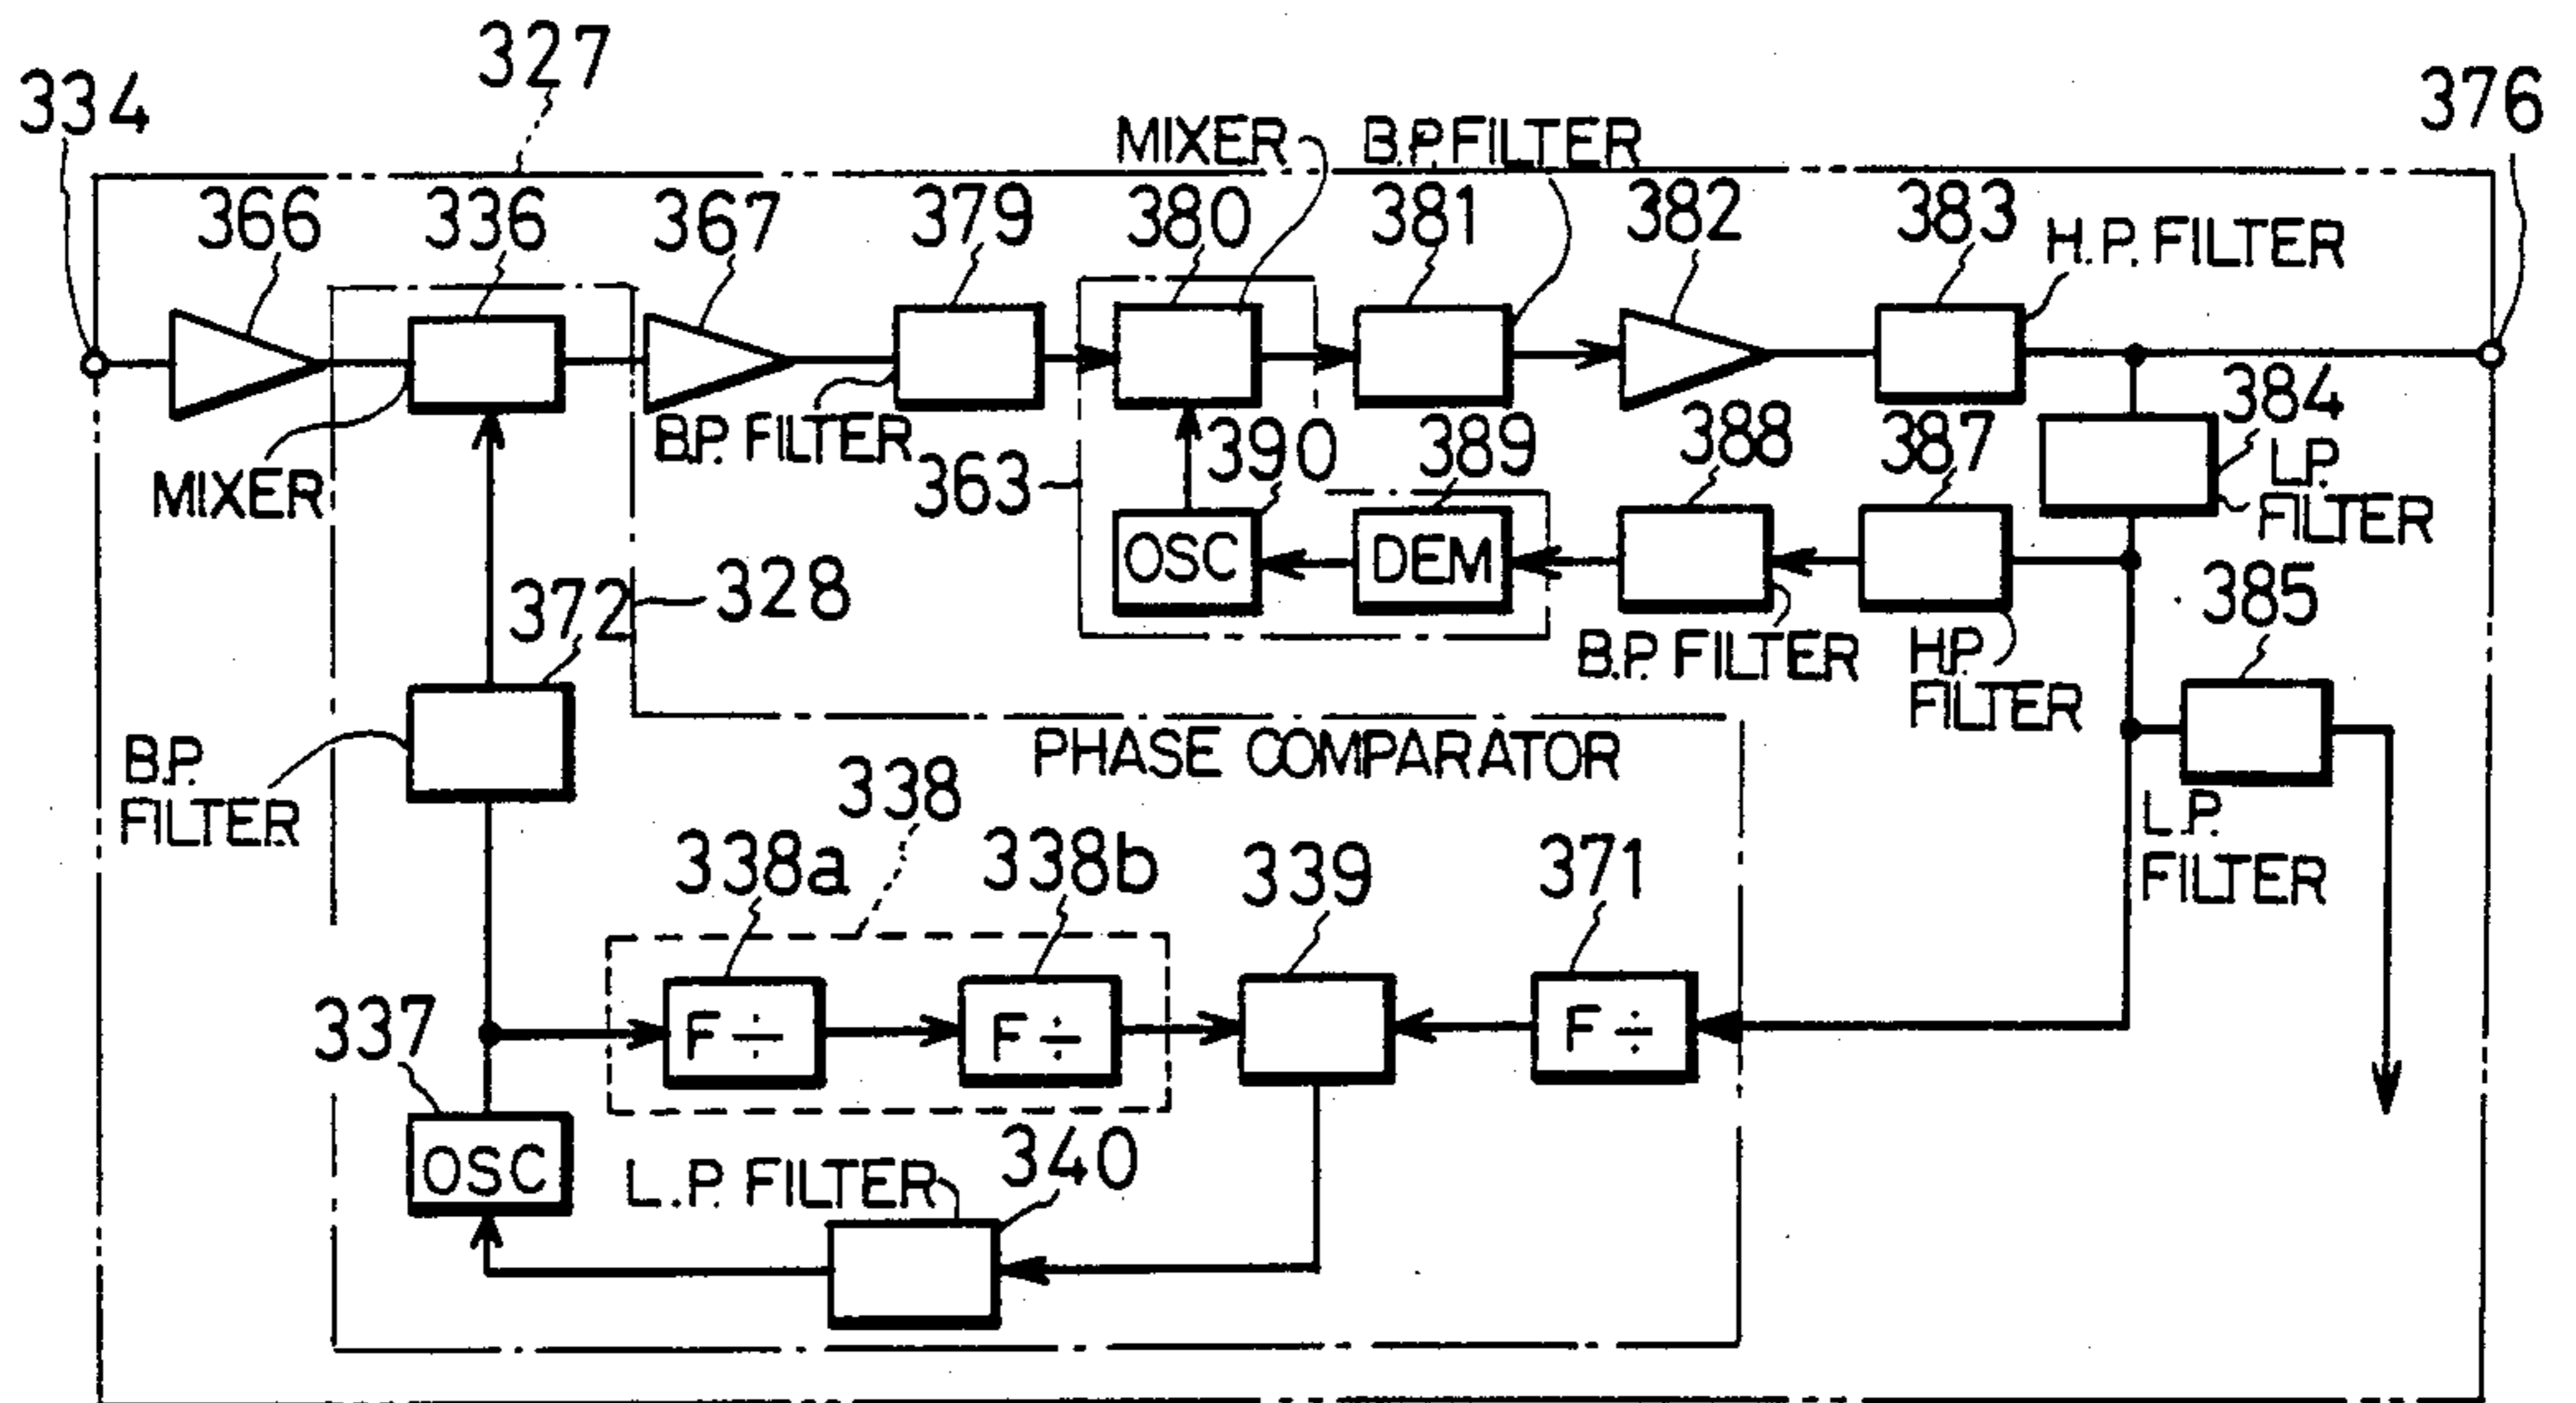 327
334
376
MIXER
B.P. FILTER
366
336
367
379
380
381
382
383
H.P. FILTER
MIXER
B.P. FILTER
363
390
389
388
387
384
L.P.
FILTER
OSC
DEM
372
328
B.P. FILTER
H.P.
FILTER
385
B.P.
FILTER
PHASE COMPARATOR
338
L.P.
FILTER
338a
338b
339
371
337
F ÷
F ÷
F ÷
OSC
L.P. FILTER
340